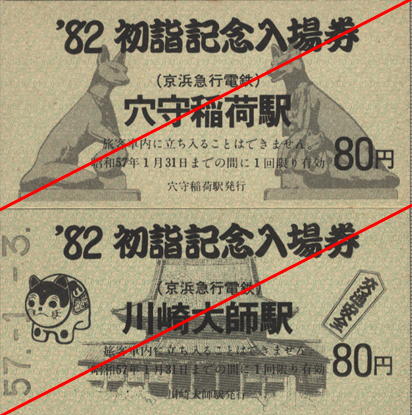 '82 初詣記念入場券
(京浜急行電鉄)
穴守稲荷駅
旅客車内に立ち入ることはできません。
昭和57年1月31日までの間に1回限り有効
80円
穴守稲荷駅発行
'82 初詣記念入場券
(京浜急行電鉄)
川崎大師駅
旅客車内に立ち入ることはできません。
昭和57年1月31日までの間に1回限り有効
80円
川崎大師駅発行
交通安全
57.-1.-3.